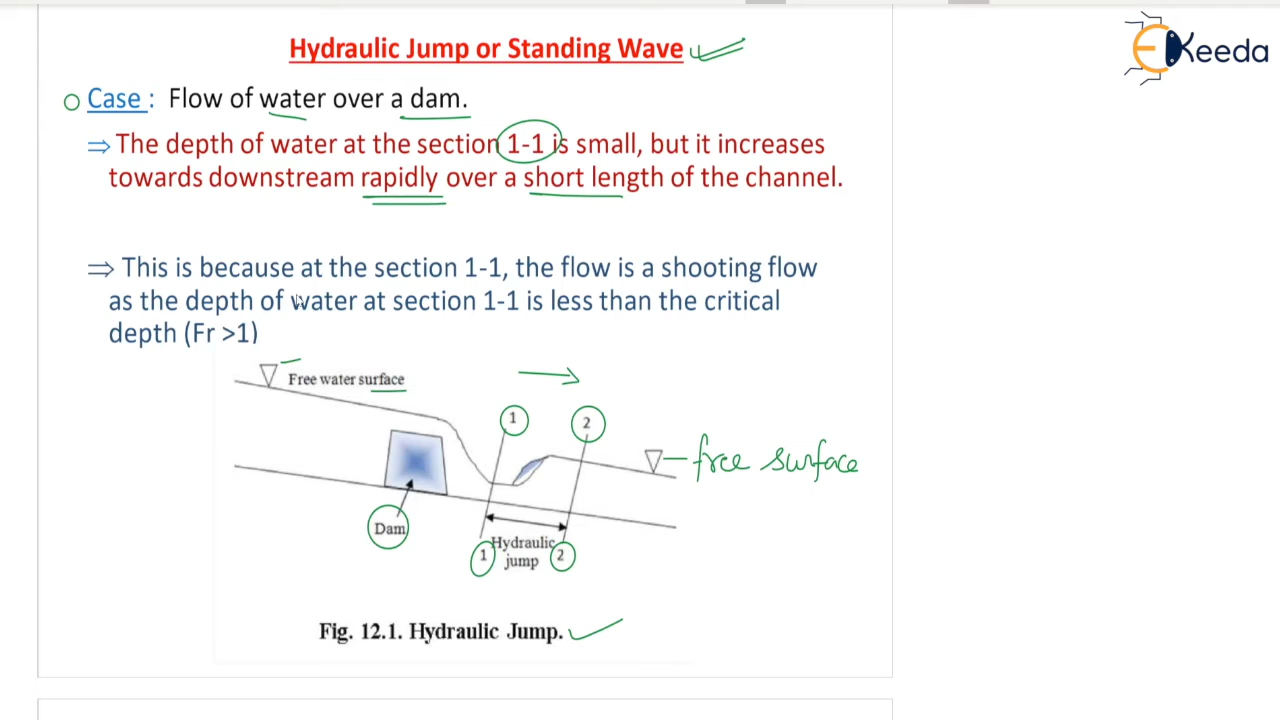 Hydraulic Jump or Standing Wave
EKeeda
Case : Flow of water over a dam.
⇒ The depth of water at the section 1-1 is small, but it increases
towards downstream rapidly over a short length of the channel.
⇒ This is because at the section 1-1, the flow is a shooting flow
as the depth of water at section 1-1 is less than the critical
depth (Fr >1)
Free water surface
1
2
free surface
Dam
1
Hydraulic
jump
2
Fig. 12.1. Hydraulic Jump.